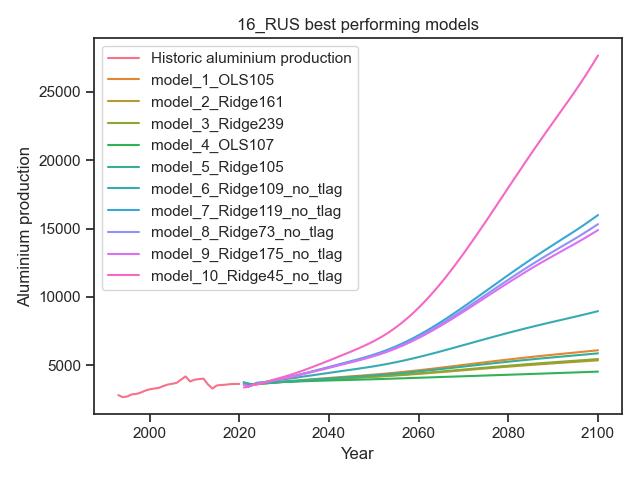 16_RUS best performing models
Aluminium production
25000
20000
15000
10000
5000
Historic aluminium production
model_1_OLS105
model_2_Ridge161
model_3_Ridge239
model_4_OLS107
model_5_Ridge105
model_6_Ridge109_no_tlag
model_7_Ridge119_no_tlag
model_8_Ridge73_no_tlag
model_9_Ridge175_no_tlag
model_10_Ridge45_no_tlag
2000 2020 2040 2060 2080 2100
Year